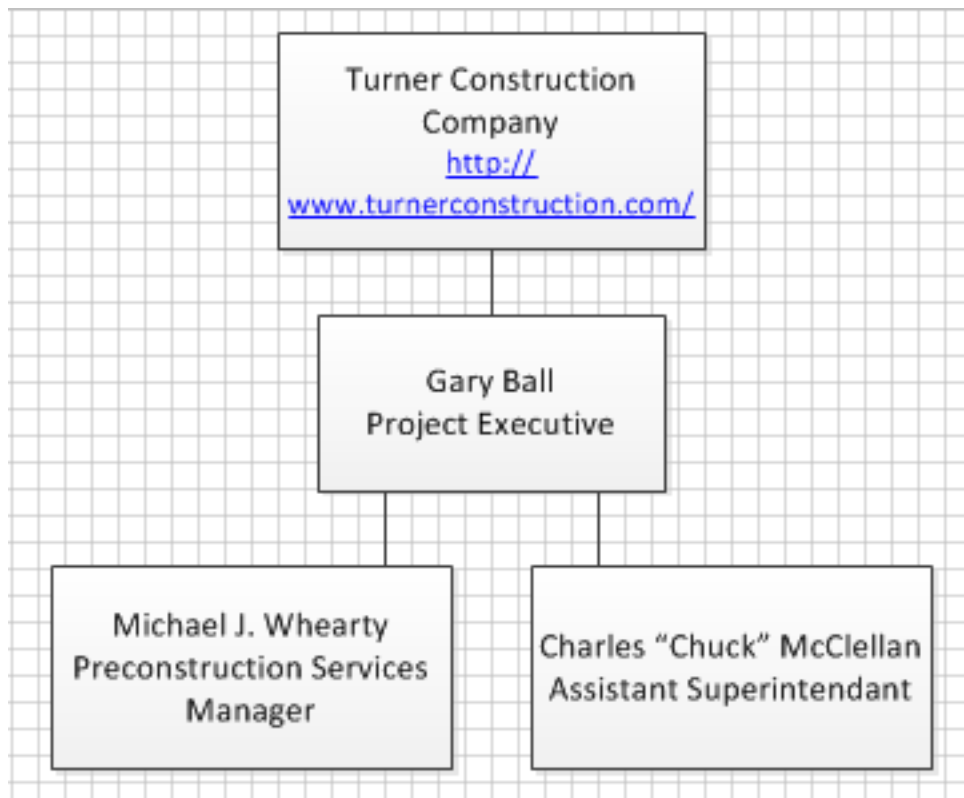 Turner Construction
Company
http://
www.turnerconstruction.com/
Gary Ball
Project Executive
Michael J. Whearty
Preconstruction Services
Manager
Charles “Chuck” McClellan
Assistant Superintendant